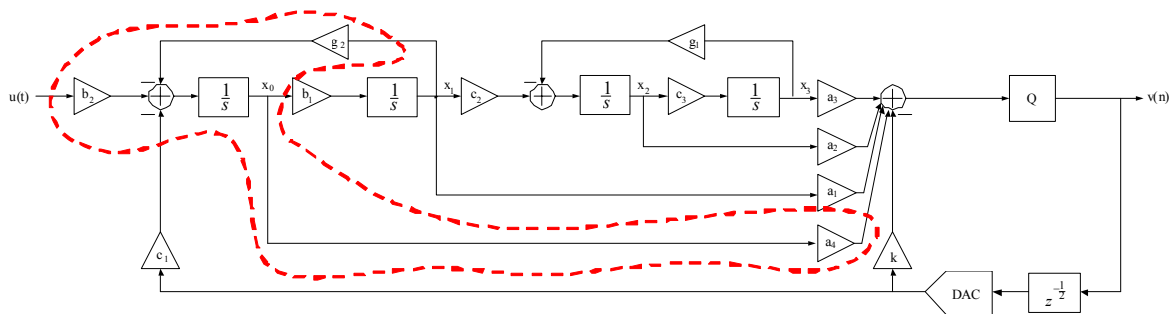 g₂
g₁
u(t)
b₂
1/s
x₀
b₁
1/s
x₁
c₂
1/s
x₂
c₃
1/s
x₃
a₃
Q
v(n)
a₂
a₁
a₄
c₁
k
DAC
z^(-1/2)